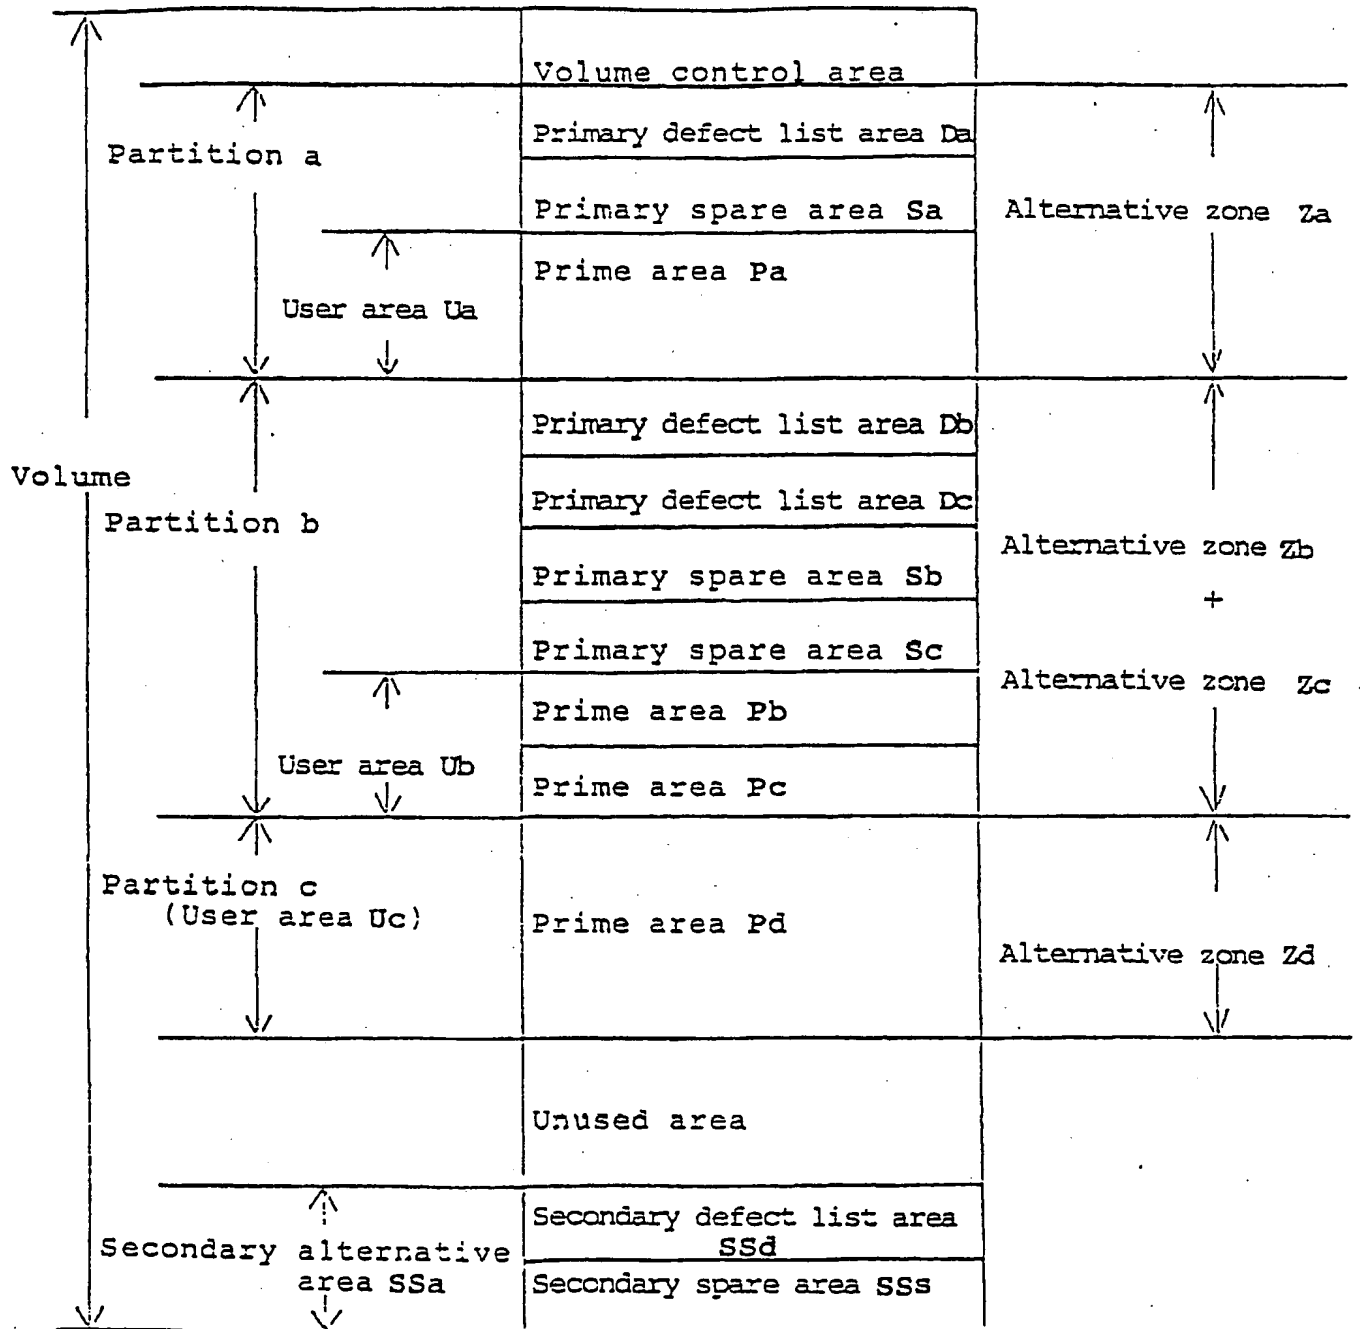 Volume control area
Primary defect list area Da
Partition a
Primary spare area Sa
Alternative zone Za
Prime area Pa
User area Ua
Primary defect list area Db
Volume
Primary defect list area Dc
Partition b
Alternative zone Zb
Primary spare area Sb
+
Primary spare area Sc
Alternative zone Zc
Prime area Pb
User area Ub
Prime area Pc
Partition c
(User area Uc)
Prime area Pd
Alternative zone Zd
Unused area
Secondary defect list area
SSd
Secondary alternative
area SSa
Secondary spare area SSs